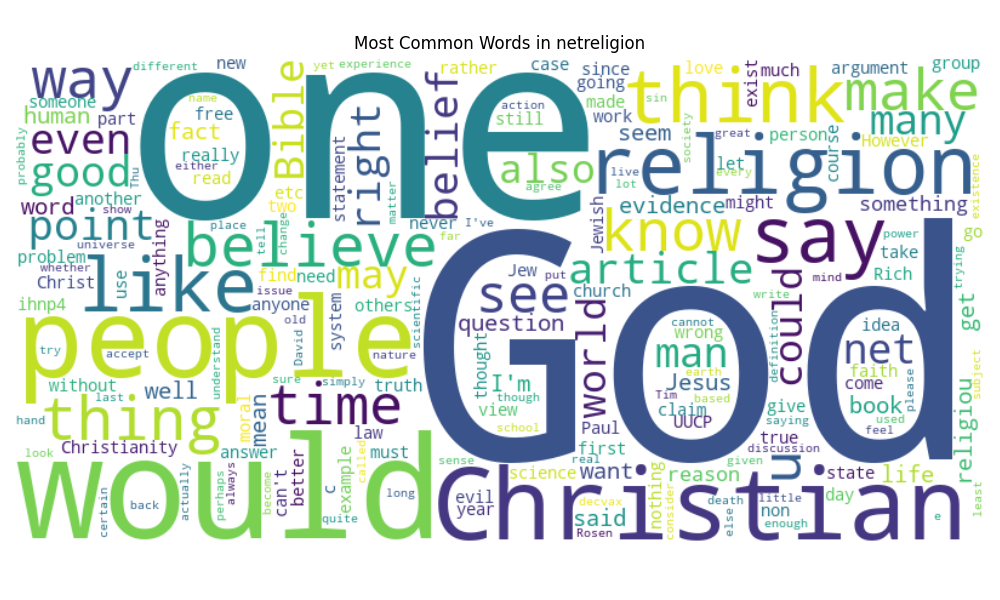 Most Common Words in netreligion
way
different
new
one
Bible
yet
experience
belief
rather
case
since
going
think
love
exist
much
argument
group
make
someone
human
part
name
free
fact
really
either
read
right
statement
matter
action
still
made
work
seem
sin
society
great
person
course
However
many
probably
even
good
Thu
another
word
show
etc
two
also
agree
religion
live
lot
let
every
existence
point
place
universe
tell
change
never
I've
far
Jewish
evidence
might
something
know
say
power
go
problem
whether
Christ
use
anything
believe
find
need
may
God
Jew
put
see
article
church
mind
take
Rich
trying
get
like
ihnp4
issue
anyone
old
system
others
scientific
question
world
could
write
people
try
accept
understand
David
nature
thought
I'm
though
view
school
cannot
wrong
man
earth
Jesus
Tim
based
claim
UUCP
definition
idea
net
faith
come
book
please
used
feel
subject
religiou
without
last
well
moral
mean
sure
simply
truth
time
thing
hand
Christianity
look
answer
law
called
must
Paul
first
real
give
saying
true
discussion
u
state
life
day
least
e
would
certain
back
actually
perhaps
always
become
can't
better
c
quite
example
long
sense
science
want
reason
given
evil
year
decvax
said
Rosen
nothing
consider
death
else
little
non
enough
Christian